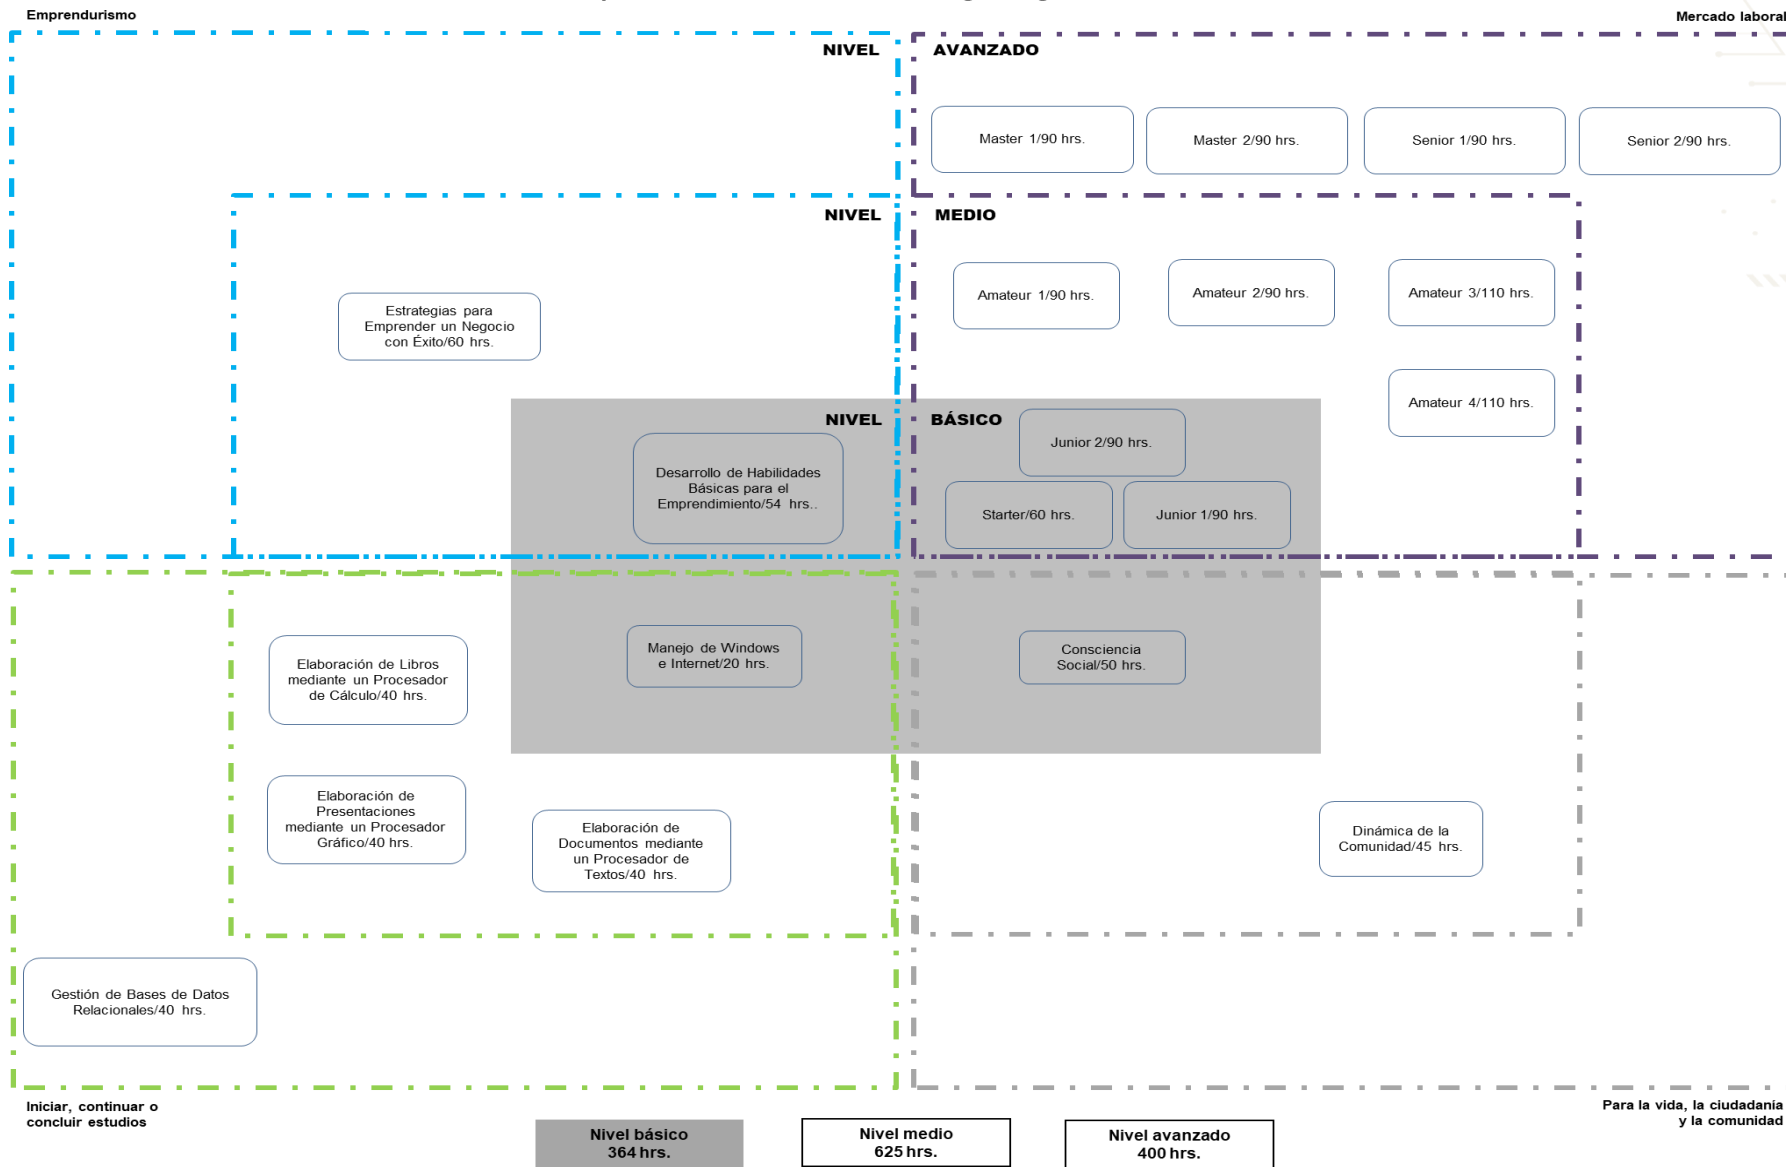 Emprendurismo
Mercado laboral
NIVEL AVANZADO
Master 1/90 hrs.
Master 2/90 hrs.
Senior 1/90 hrs.
Senior 2/90 hrs.
NIVEL MEDIO
Estrategias para
Emprender un Negocio
con Éxito/60 hrs.
Amateur 1/90 hrs.
Amateur 2/90 hrs.
Amateur 3/110 hrs.
Amateur 4/110 hrs.
NIVEL BÁSICO
Desarrollo de Habilidades
Básicas para el
Emprendimiento/54 hrs..
Junior 2/90 hrs.
Starter/60 hrs.
Junior 1/90 hrs.
Elaboración de Libros
mediante un Procesador
de Cálculo/40 hrs.
Manejo de Windows
e Internet/20 hrs.
Consciencia
Social/50 hrs.
Elaboración de
Presentaciones
mediante un Procesador
Gráfico/40 hrs.
Elaboración de
Documentos mediante
un Procesador de
Textos/40 hrs.
Dinámica de la
Comunidad/45 hrs.
Gestión de Bases de Datos
Relacionales/40 hrs.
Iniciar, continuar o
concluir estudios
Para la vida, la ciudadanía
y la comunidad
Nivel básico
364 hrs.
Nivel medio
625 hrs.
Nivel avanzado
400 hrs.